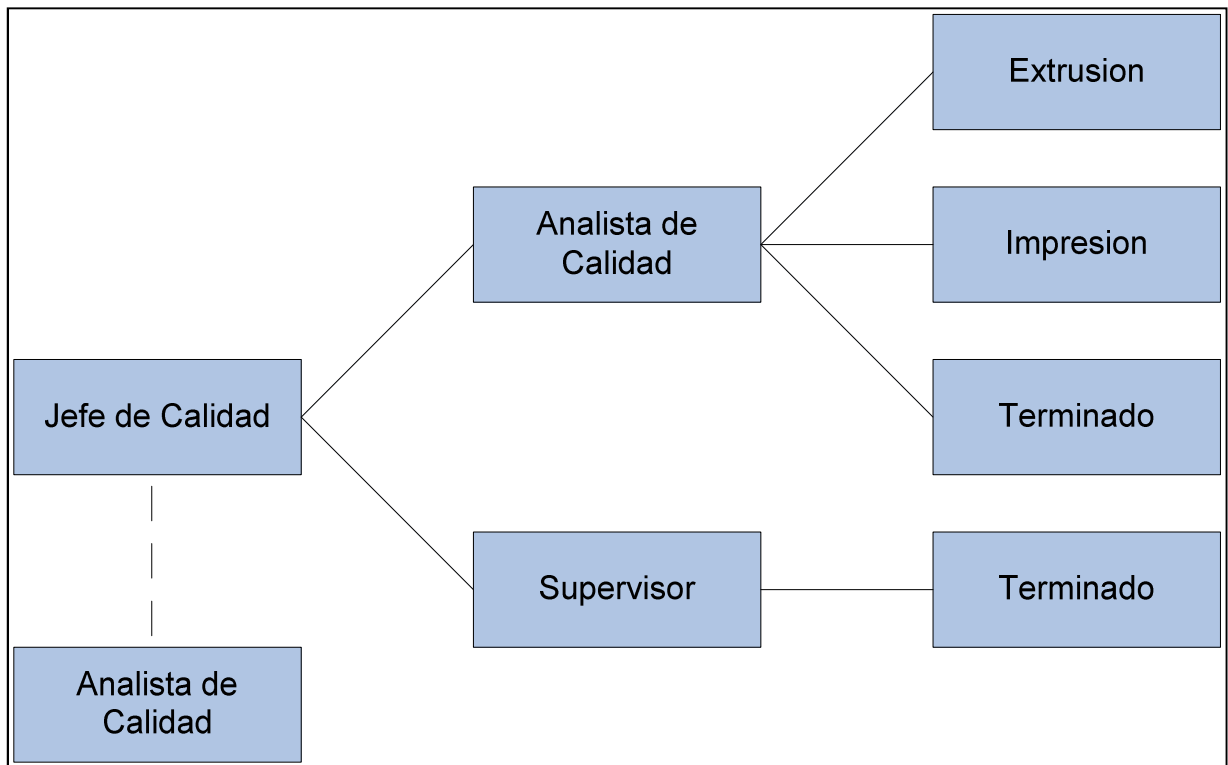 Extrusion
Analista de
Calidad
Impresion
Jefe de Calidad
Terminado
Supervisor
Terminado
Analista de
Calidad